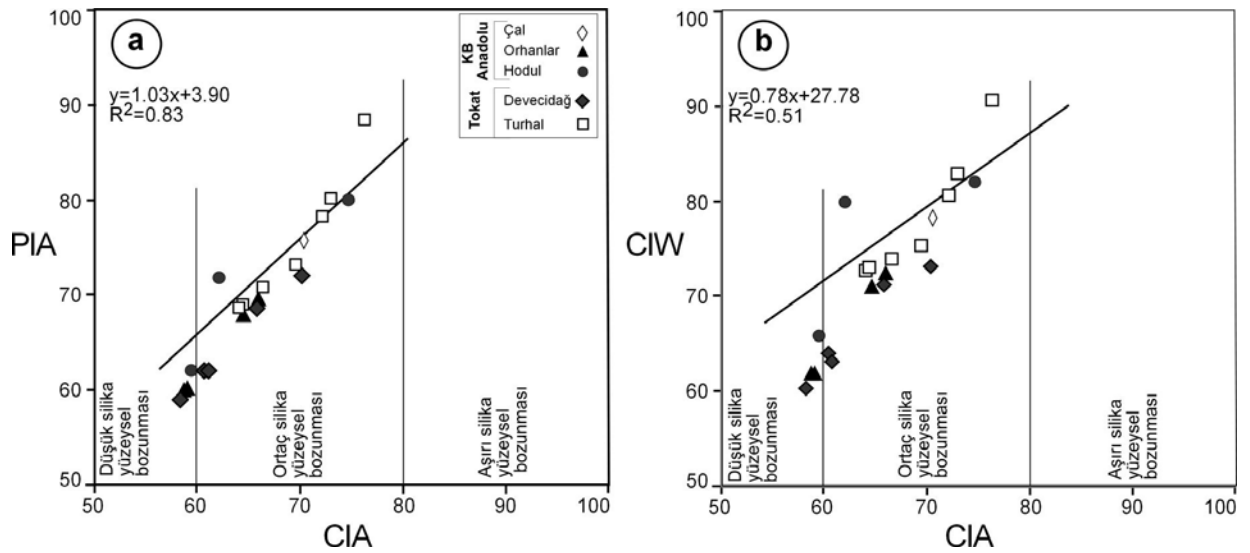 a
y=1.03x+3.90
R2=0.83
KB
Anadolu
Çal
Orhanlar
Hodul
Tokat
Devecidağ
Turhal
100
90
80
70
60
50
PIA
Düşük silika
yüzeysel
bozunması
Ortaç silika
yüzeysel
bozunması
Aşırı silika
yüzeysel
bozunması
50 60 70 80 90 100
CIA
b
y=0.78x+27.78
R2=0.51
100
90
80
70
60
50
CIW
Düşük silika
yüzeysel
bozunması
Ortaç silika
yüzeysel
bozunması
Aşırı silika
yüzeysel
bozunması
50 60 70 80 90 100
CIA